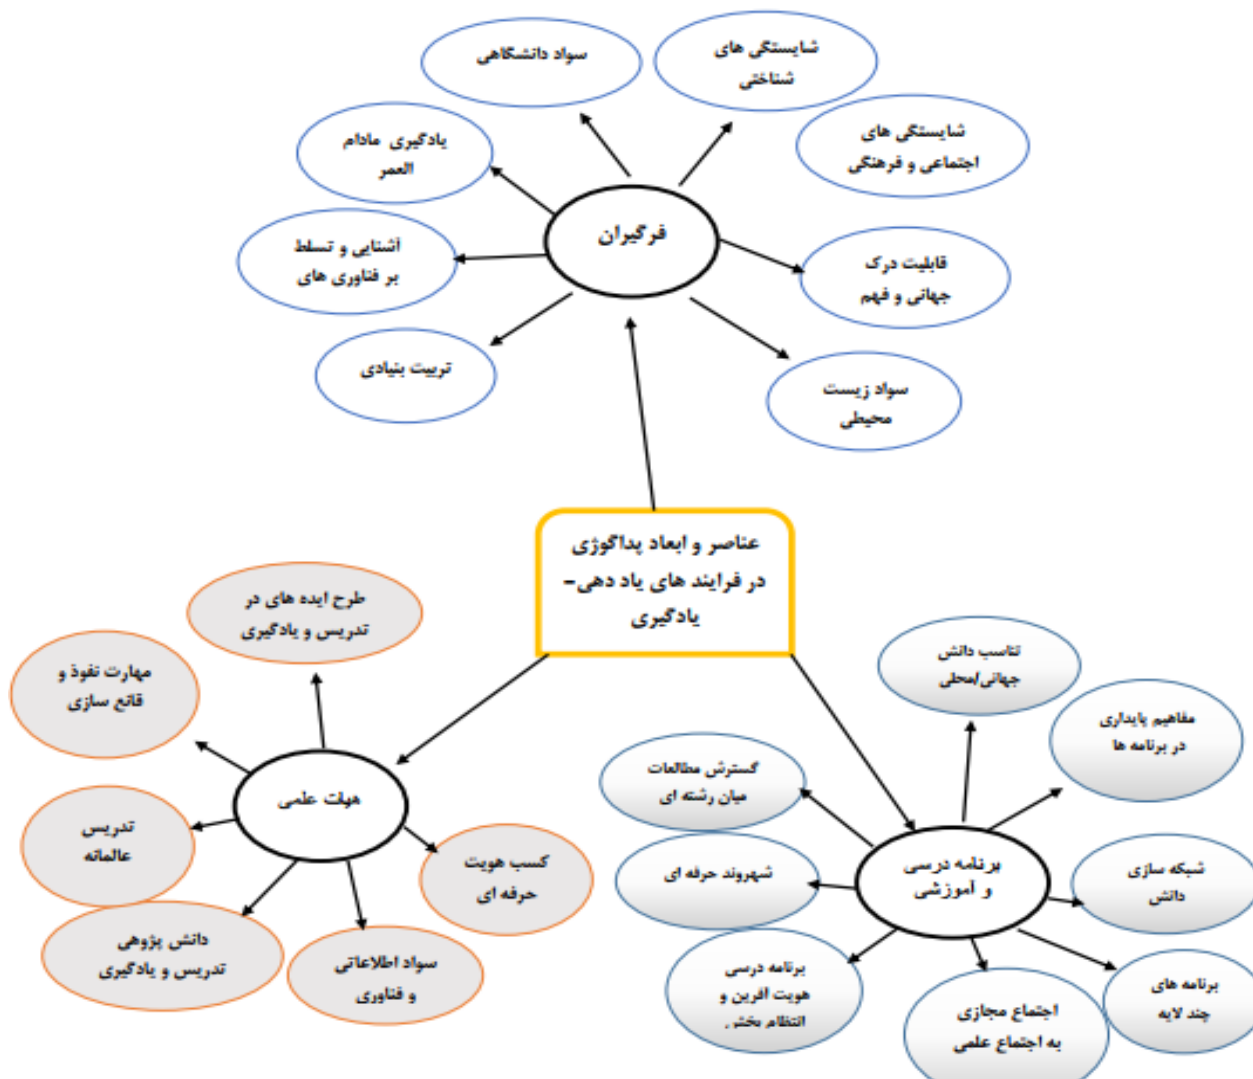 سواد دانشگاهی
شایستگی های
شناختی
شایستگی های
اجتماعی و فرهنگی
یادگیری مادام
العمر
فرگیران
آشنایی و تسلط
بر فناوری های
قابلیت درک
جهانی و فهم
تربیت بنیادی
سواد زیست
محیطی
عناصر و ابعاد پداگوژی
در فرایند های یاد دهی–
یادگیری
طرح ایده های در
تدریس و یادگیری
مهارت نفوذ و
قانع سازی
هیات علمی
تدریس
عالمانه
کسب هویت
حرفه ای
دانش پژوهی
تدریس و یادگیری
سواد اطلاعاتی
و فناوری
تناسب دانش
جهانی/محلی
مفاهیم پایداری
در برنامه ها
گسترش مطالعات
میان رشته ای
برنامه درسی
و آموزشی
شهروند حرفه ای
شبکه سازی
دانش
برنامه درسی
هویت آفرین و
انتظام بخش
اجتماع مجازی
به اجتماع علمی
برنامه های
چند لایه